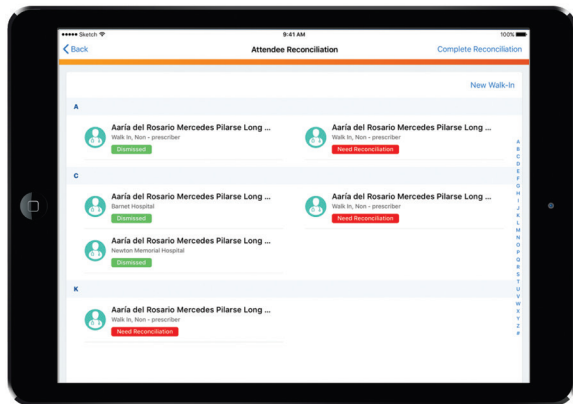 Sketch
9:41 AM
100%
Back
Attendee Reconciliation
Complete Reconciliation
New Walk-In
A
Aaría del Rosario Mercedes Pilarse Long ...
Walk In, Non - prescriber
Dismissed
Aaría del Rosario Mercedes Pilarse Long ...
Walk In, Non - prescriber
Need Reconciliation
C
Aaría del Rosario Mercedes Pilarse Long ...
Barnet Hospital
Dismissed
Aaría del Rosario Mercedes Pilarse Long ...
Walk In, Non - prescriber
Need Reconciliation
Aaría del Rosario Mercedes Pilarse Long ...
Newton Memorial Hospital
Dismissed
K
Aaría del Rosario Mercedes Pilarse Long ...
Walk In, Non - prescriber
Need Reconciliation
A
B
C
D
E
F
G
H
I
J
K
L
M
N
O
P
Q
R
S
T
U
V
W
X
Y
Z
#